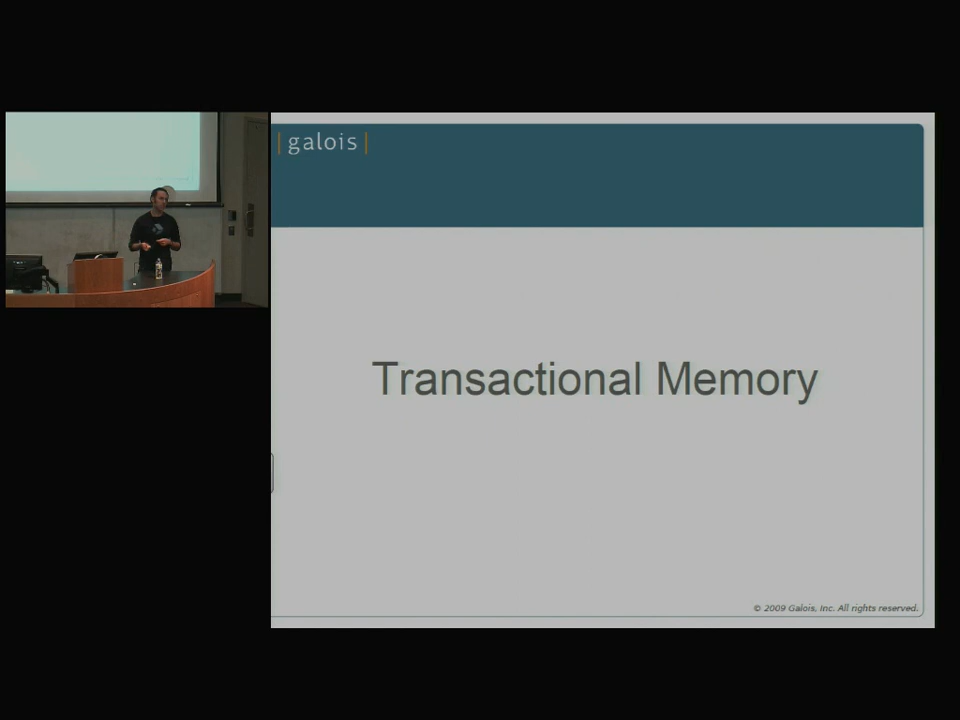 |galois|
Transactional Memory
© 2009 Galois, Inc. All rights reserved.